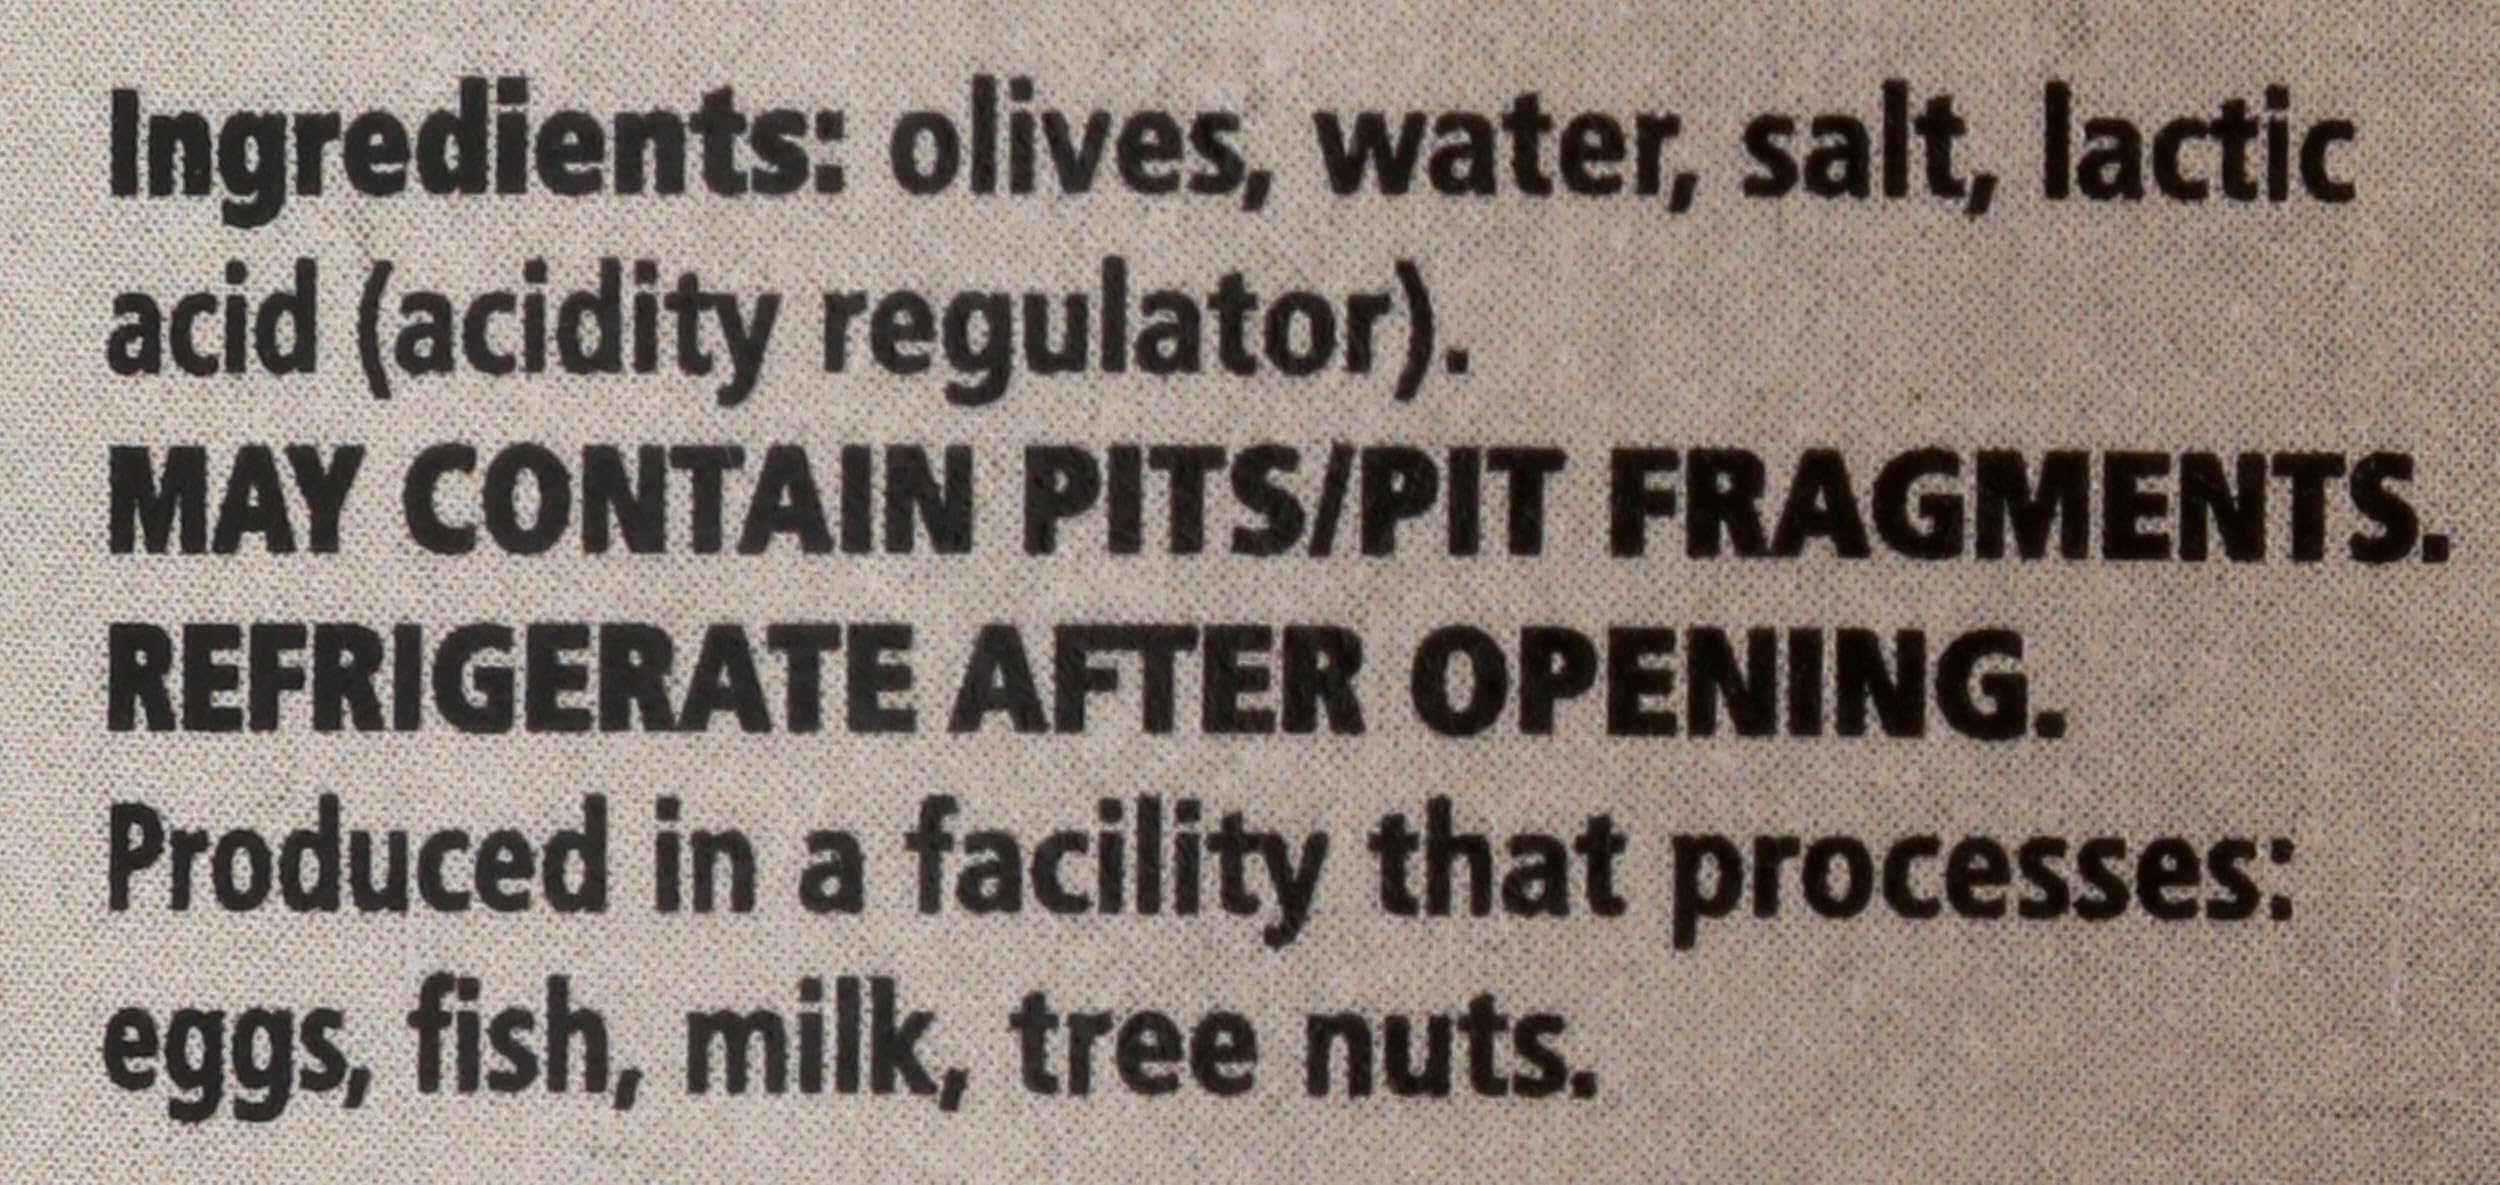 Ingredients: olives, water, salt, lactic
acid (acidity regulator).
MAY CONTAIN PITS/PIT FRAGMENTS.
REFRIGERATE AFTER OPENING.
Produced in a facility that processes:
eggs, fish, milk, tree nuts.